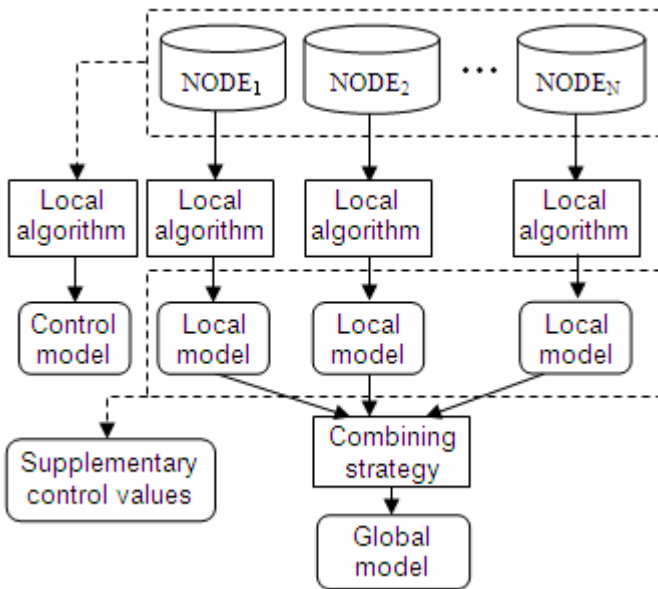 NODE1 NODE2 ... NODEN
Local algorithm
Local algorithm
Local algorithm
Local algorithm
Control model
Local model
Local model
Local model
Combining strategy
Supplementary control values
Global model